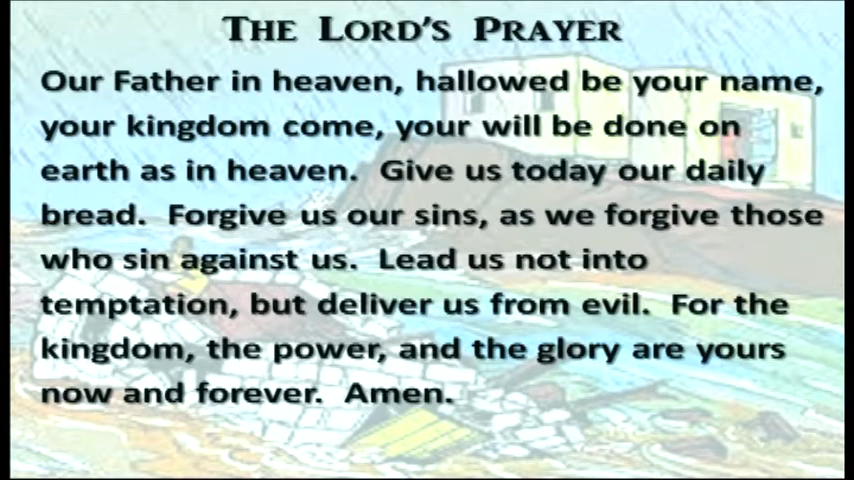 The Lord's Prayer
Our Father in heaven, hallowed be your name,
your kingdom come, your will be done on
earth as in heaven.  Give us today our daily
bread.  Forgive us our sins, as we forgive those
who sin against us.  Lead us not into
temptation, but deliver us from evil.  For the
kingdom, the power, and the glory are yours
now and forever.  Amen.